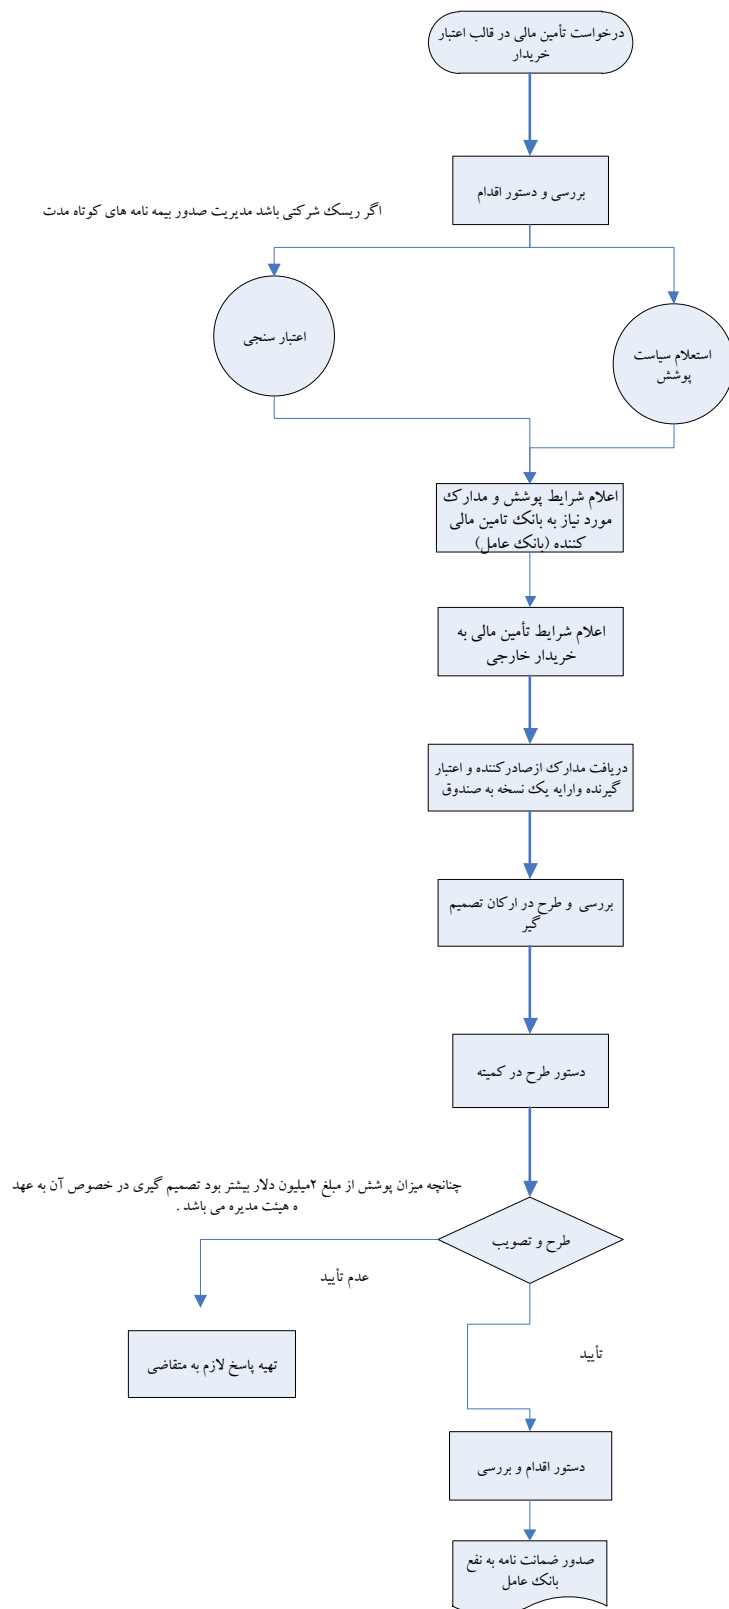 درخواست تأمین مالی در قالب اعتبار
خریدار
بررسی و دستور اقدام
اگر ریسک شرکتی باشد مدیریت صدور بیمه نامه های کوتاه مدت
اعتبار سنجی
استعلام سیاست
پوشش
اعلام شرایط پوشش و مدارک
مورد نیاز به بانک تامین مالی
کننده (بانک عامل)
اعلام شرایط تأمین مالی به
خریدار خارجی
دریافت مدارک ازصادرکننده و اعتبار
گیرنده وارایه یک نسخه به صندوق
بررسی و طرح در ارکان تصمیم
گیر
دستور طرح در کمیته
چنانچه میزان پوشش از مبلغ ۲میلیون دلار بیشتر بود تصمیم گیری در خصوص آن به عهد
ه هیئت مدیره می باشد .
طرح و تصویب
عدم تأیید
تأیید
تهیه پاسخ لازم به متقاضی
دستور اقدام و بررسی
صدور ضمانت نامه به نفع
بانک عامل